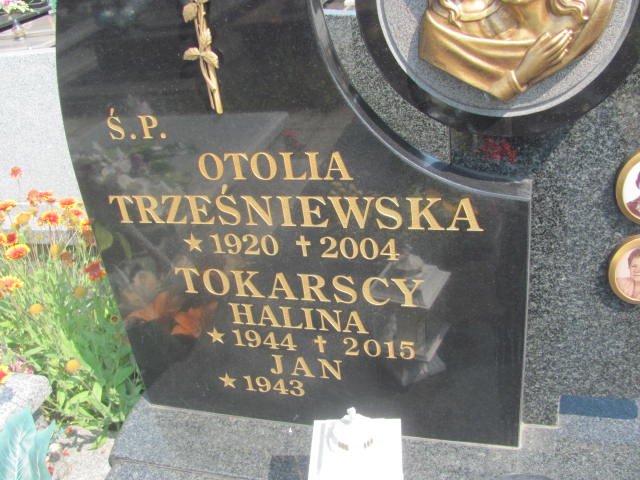 Ś.P.
OTOLIA
TRZEŚNIEWSKA
★ 1920 † 2004
TOKARSCY
HALINA
★ 1944 † 2015
JAN
★ 1943